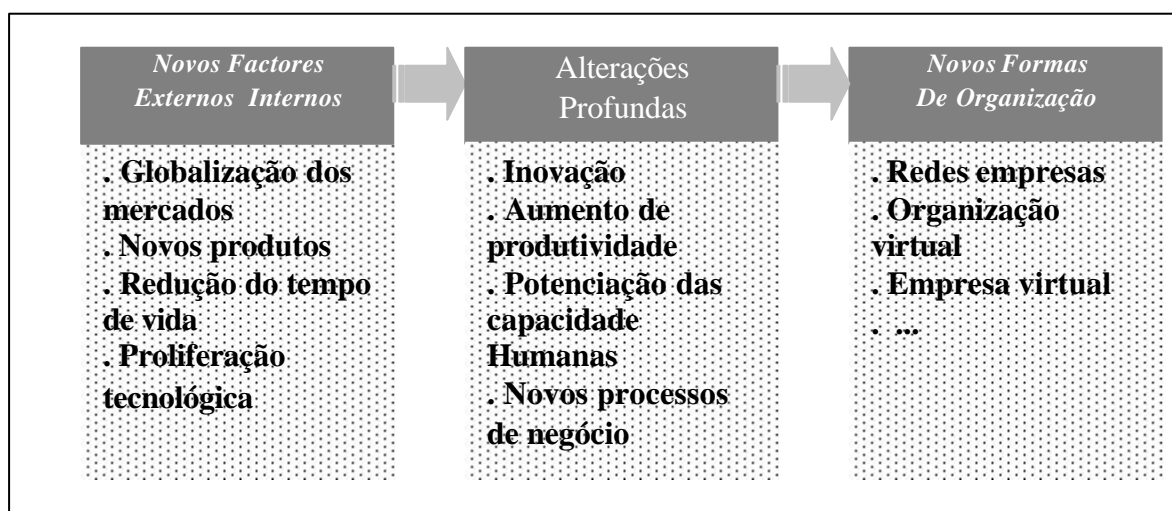 Novos Factores
Externos Internos
. Globalização dos
mercados
. Novos produtos
. Redução do tempo
de vida
. Proliferação
tecnológica
Alterações
Profundas
. Inovação
. Aumento de
produtividade
. Potenciação das
capacidade
Humanas
. Novos processos
de negócio
Novos Formas
De Organização
. Redes empresas
. Organização
virtual
. Empresa virtual
. ...